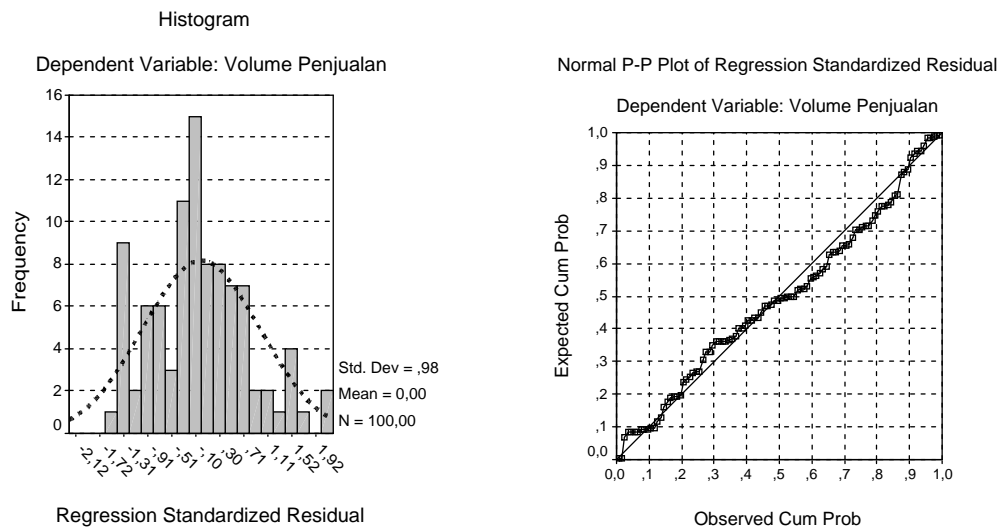 Histogram
Dependent Variable: Volume Penjualan
16
14
12
10
8
6
4
2
0
Frequency
-2,12
-1,72
-1,31
-,91
-,51
-,10
,30
,71
1,11
1,52
1,92
Std. Dev = ,98
Mean = 0,00
N = 100,00
Regression Standardized Residual
Normal P-P Plot of Regression Standardized Residual
Dependent Variable: Volume Penjualan
1,0
,9
,8
,7
,6
,5
,4
,3
,2
,1
0,0
Expected Cum Prob
0,0 ,1 ,2 ,3 ,4 ,5 ,6 ,7 ,8 ,9 1,0
Observed Cum Prob